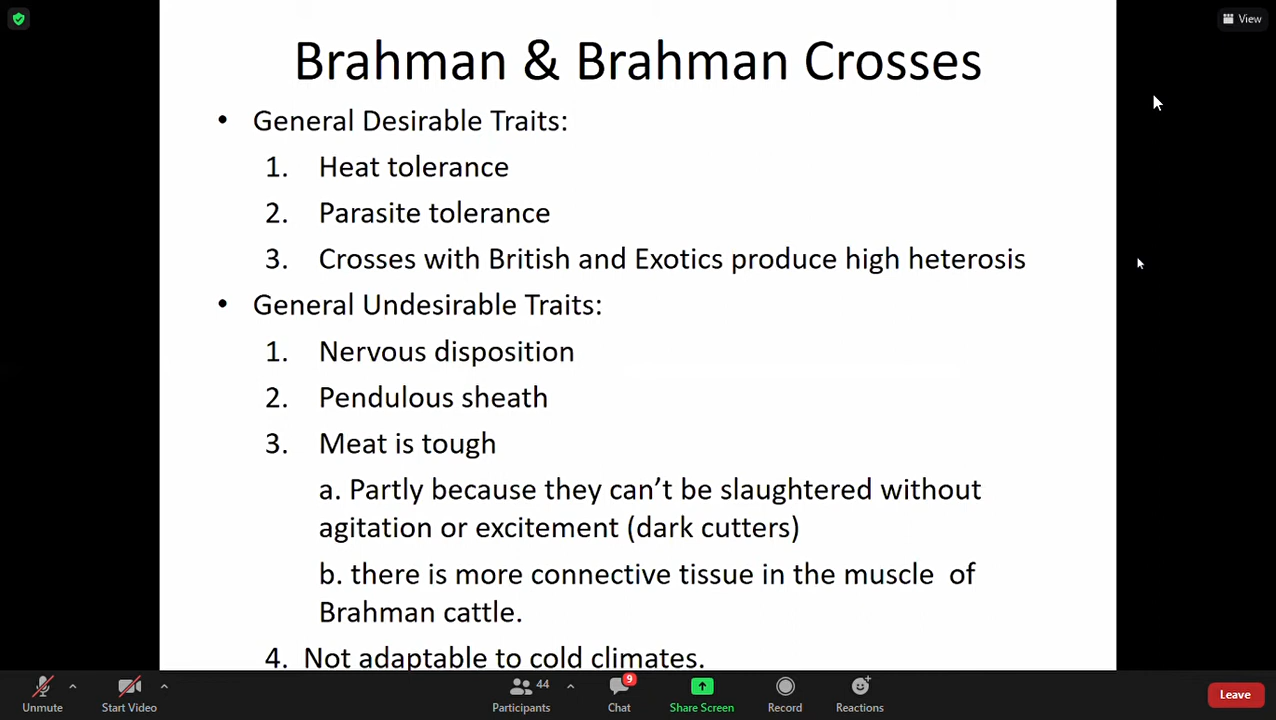 View
Brahman & Brahman Crosses
• General Desirable Traits:
1. Heat tolerance
2. Parasite tolerance
3. Crosses with British and Exotics produce high heterosis
• General Undesirable Traits:
1. Nervous disposition
2. Pendulous sheath
3. Meat is tough
a. Partly because they can’t be slaughtered without
agitation or excitement (dark cutters)
b. there is more connective tissue in the muscle of
Brahman cattle.
4. Not adaptable to cold climates.
Unmute
Start Video
44
Participants
9
Chat
Share Screen
Record
Reactions
Leave